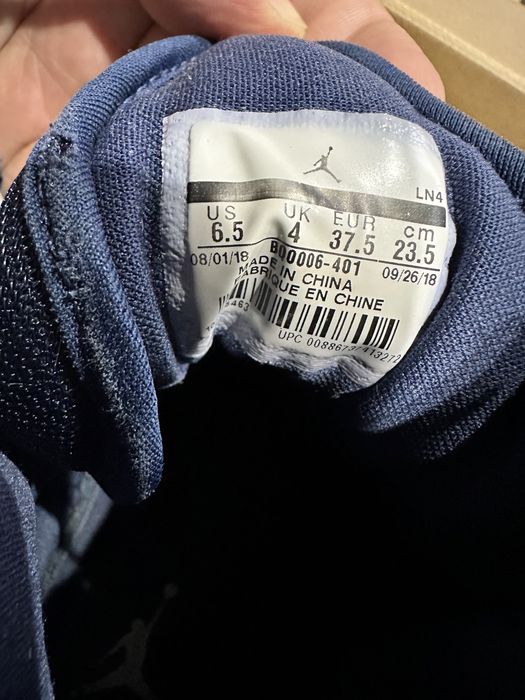 LN4
US UK EUR cm
6.5 4 37.5 23.5
BQ0006-401
08/01/18 09/26/18
MADE IN CHINA
FABRIQUE EN CHINE
UPC